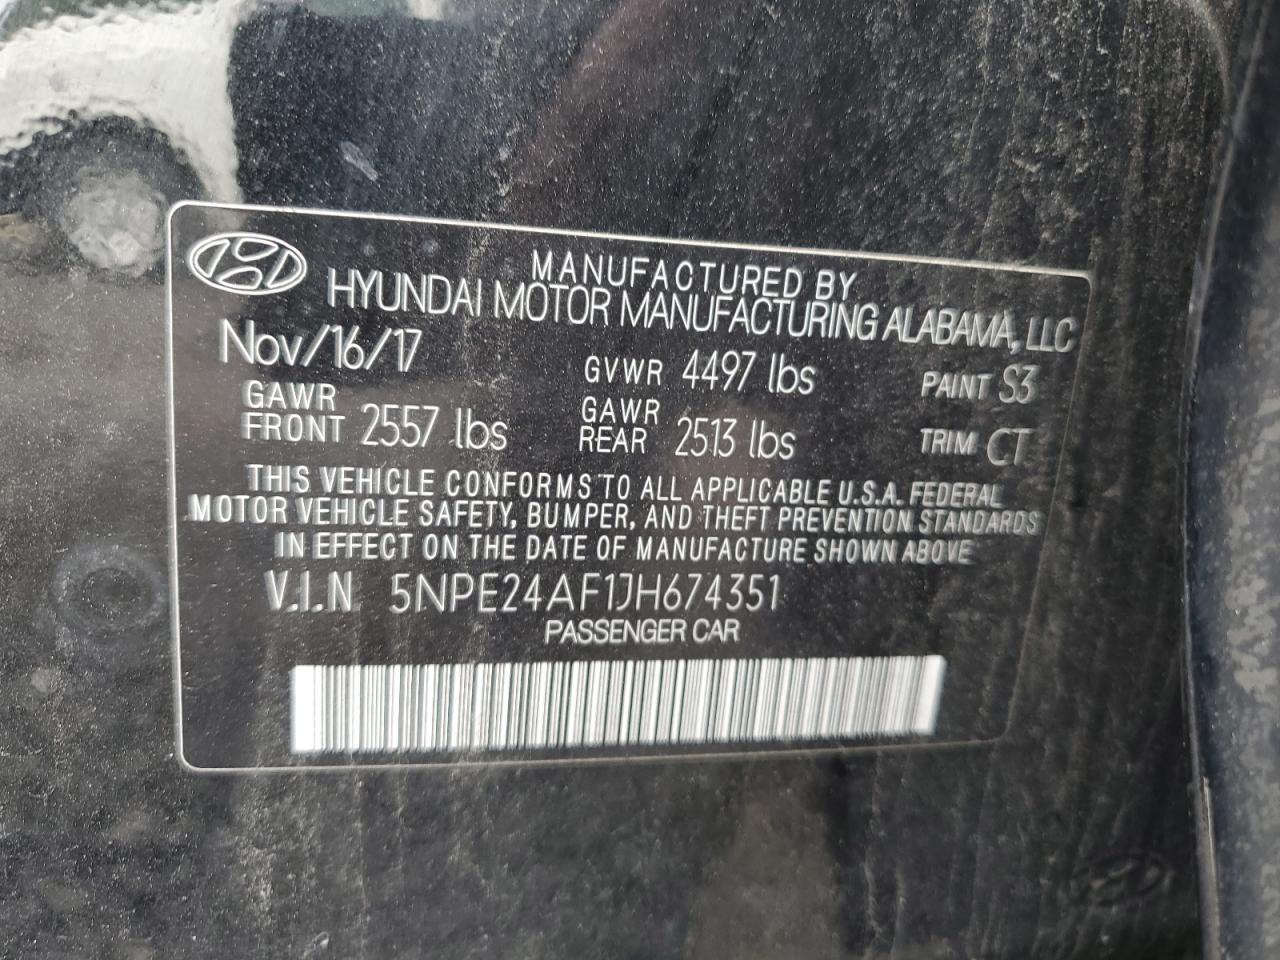 MANUFACTURED BY
HYUNDAI MOTOR MANUFACTURING ALABAMA, LLC
Nov/16/17 GVWR 4497 lbs PAINT S3
GAWR FRONT 2557 lbs GAWR REAR 2513 lbs TRIM CT
THIS VEHICLE CONFORMS TO ALL APPLICABLE U.S.A. FEDERAL
MOTOR VEHICLE SAFETY, BUMPER, AND THEFT PREVENTION STANDARDS
IN EFFECT ON THE DATE OF MANUFACTURE SHOWN ABOVE
V.I.N 5NPE24AF1JH674351
PASSENGER CAR